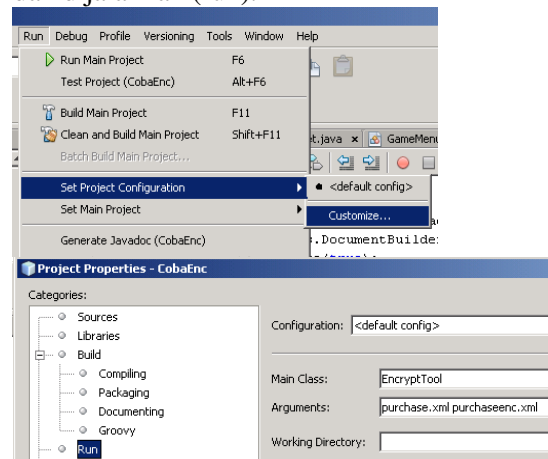 Run Debug Profile Versioning Tools Window Help
Run Main Project F6
Test Project (CobaEnc) Alt+F6
Build Main Project F11
Clean and Build Main Project Shift+F11
Batch Build Main Project...
Set Project Configuration <default config>
Set Main Project Customize...
Generate Javadoc (CobaEnc)
t.java x GameMenu
s.DocumentBuilde
Project Properties - CobaEnc
Categories:
Sources
Libraries
Build
Compiling
Packaging
Documenting
Groovy
Run
Configuration: <default config>
Main Class: EncryptTool
Arguments: purchase.xml purchaseenc.xml
Working Directory: